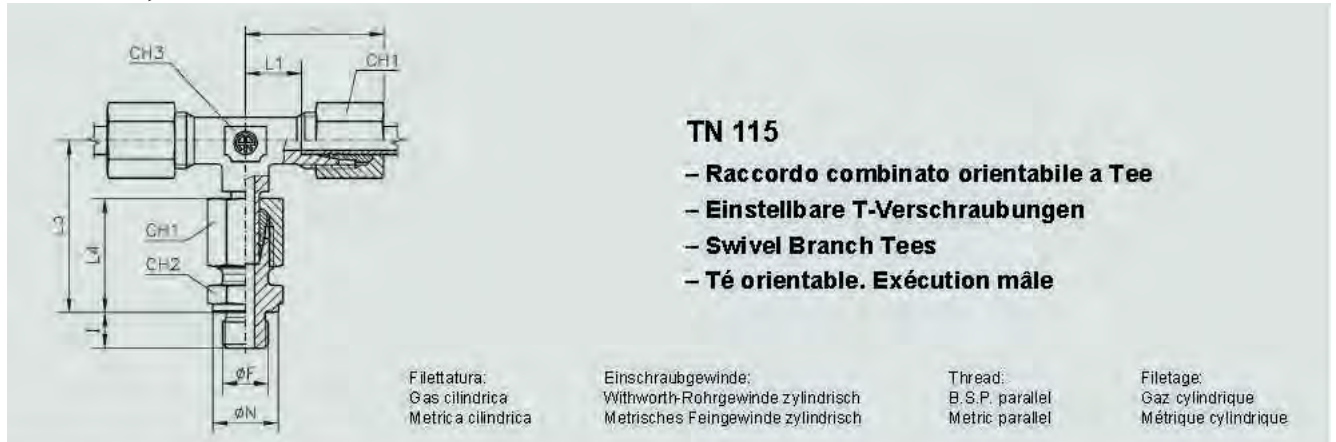 CH3
L1
CH1
TN 115
– Raccordo combinato orientabile a Tee
– Einstellbare T-Verschraubungen
– Swivel Branch Tees
– Té orientable. Exécution mâle
L4
CH1
CH2
I
øF
øN
Filettatura:
Gas cilindrica
Metrica cilindrica
Einschraubgewinde:
Withworth-Rohrgewinde zylindrisch
Metrisches Feingewinde zylindrisch
Thread:
B.S.P. parallel
Metric parallel
Filetage:
Gaz cylindrique
Métrique cylindrique